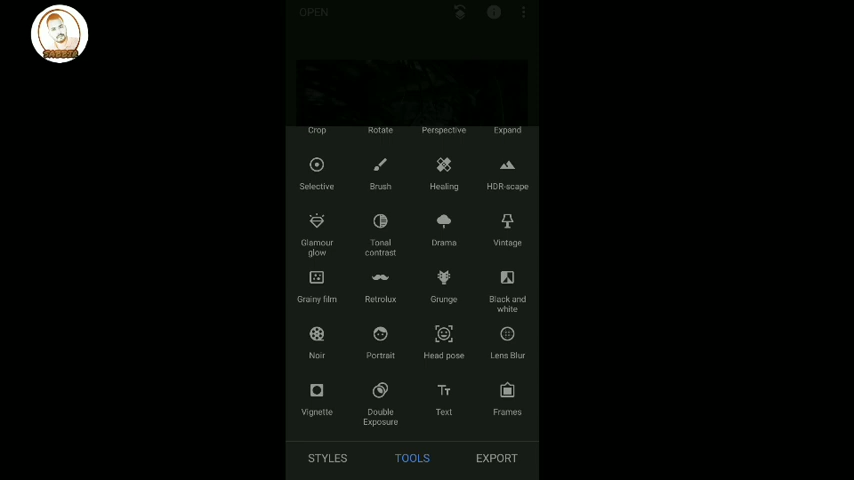 OPEN
Crop Rotate Perspective Expand
Selective Brush Healing HDR-scape
Glamour glow Tonal contrast Drama Vintage
Grainy film Retrolux Grunge Black and white
Noir Portrait Head pose Lens Blur
Vignette Double Exposure Text Frames
STYLES TOOLS EXPORT